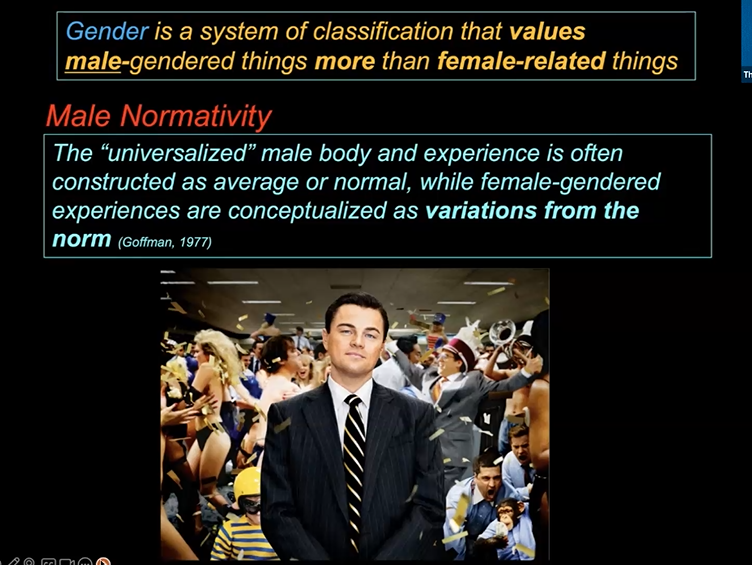 Gender is a system of classification that values
male-gendered things more than female-related things
Th
Male Normativity
The “universalized” male body and experience is often
constructed as average or normal, while female-gendered
experiences are conceptualized as variations from the
norm (Goffman, 1977)